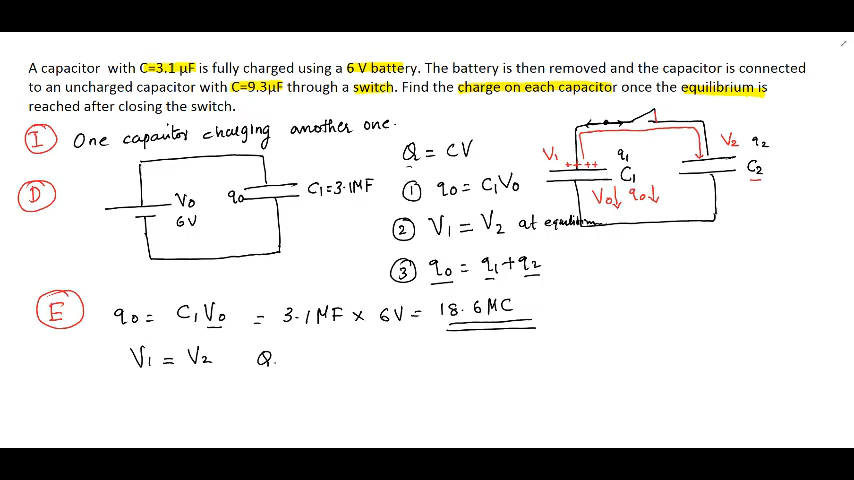 A capacitor with C=3.1 µF is fully charged using a 6 V battery. The battery is then removed and the capacitor is connected
to an uncharged capacitor with C=9.3µF through a switch. Find the charge on each capacitor once the equilibrium is
reached after closing the switch.
I One capacitor charging another one.
D
V0
6V
q0
C1=3.1MF
Q = CV
① q0 = C1V0
② V1 = V2 at equilibrium
③ q0 = q1+q2
V1
++++
q1
C1
V0↓ q0↓
V2 q2
C2
E q0 = C1V0 = 3.1MF × 6V = 18.6MC
V1 = V2 Q.